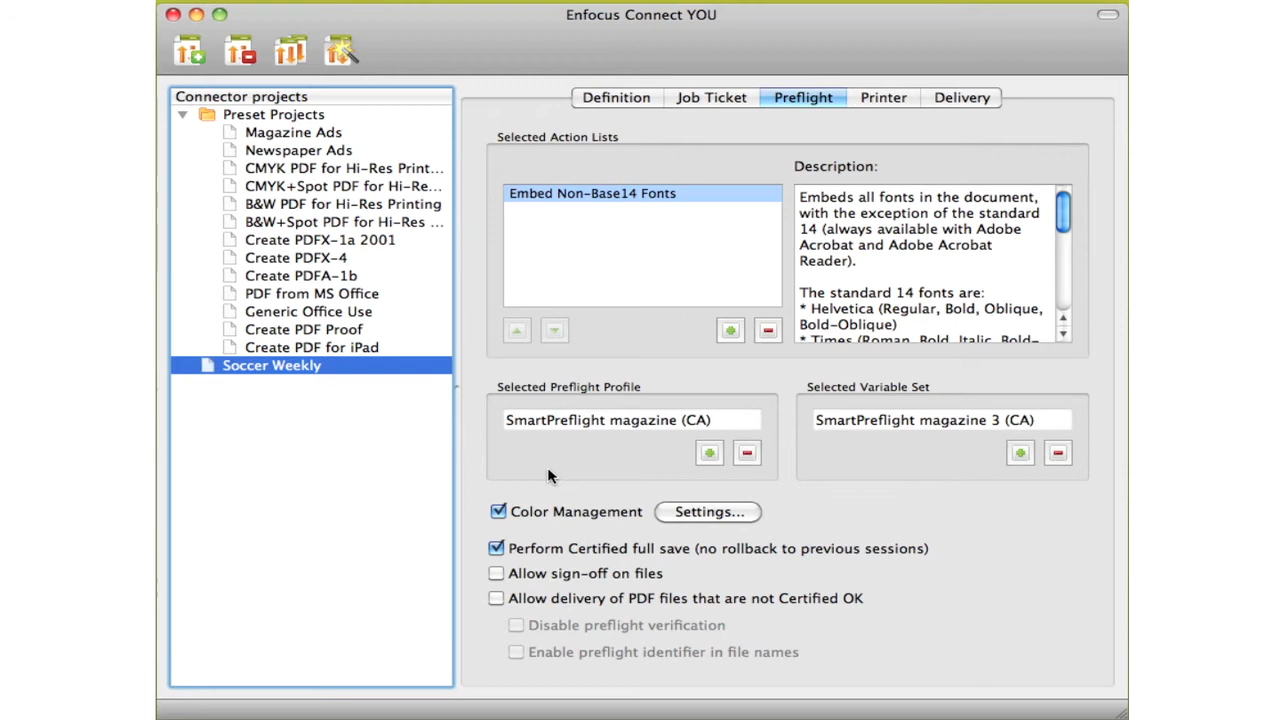 Enfocus Connect YOU
Connector projects
Preset Projects
Magazine Ads
Newspaper Ads
CMYK PDF for Hi-Res Print...
CMYK+Spot PDF for Hi-Re...
B&W PDF for Hi-Res Printing
B&W+Spot PDF for Hi-Res ...
Create PDFX-1a 2001
Create PDFX-4
Create PDFA-1b
PDF from MS Office
Generic Office Use
Create PDF Proof
Create PDF for iPad
Soccer Weekly
Definition
Job Ticket
Preflight
Printer
Delivery
Selected Action Lists
Embed Non-Base14 Fonts
Description:
Embeds all fonts in the document,
with the exception of the standard
14 (always available with Adobe
Acrobat and Adobe Acrobat
Reader).
The standard 14 fonts are:
* Helvetica (Regular, Bold, Oblique,
Bold-Oblique)
* Times (Roman, Bold, Italic, Bold-
Selected Preflight Profile
SmartPreflight magazine (CA)
Selected Variable Set
SmartPreflight magazine 3 (CA)
Color Management
Settings...
Perform Certified full save (no rollback to previous sessions)
Allow sign-off on files
Allow delivery of PDF files that are not Certified OK
Disable preflight verification
Enable preflight identifier in file names